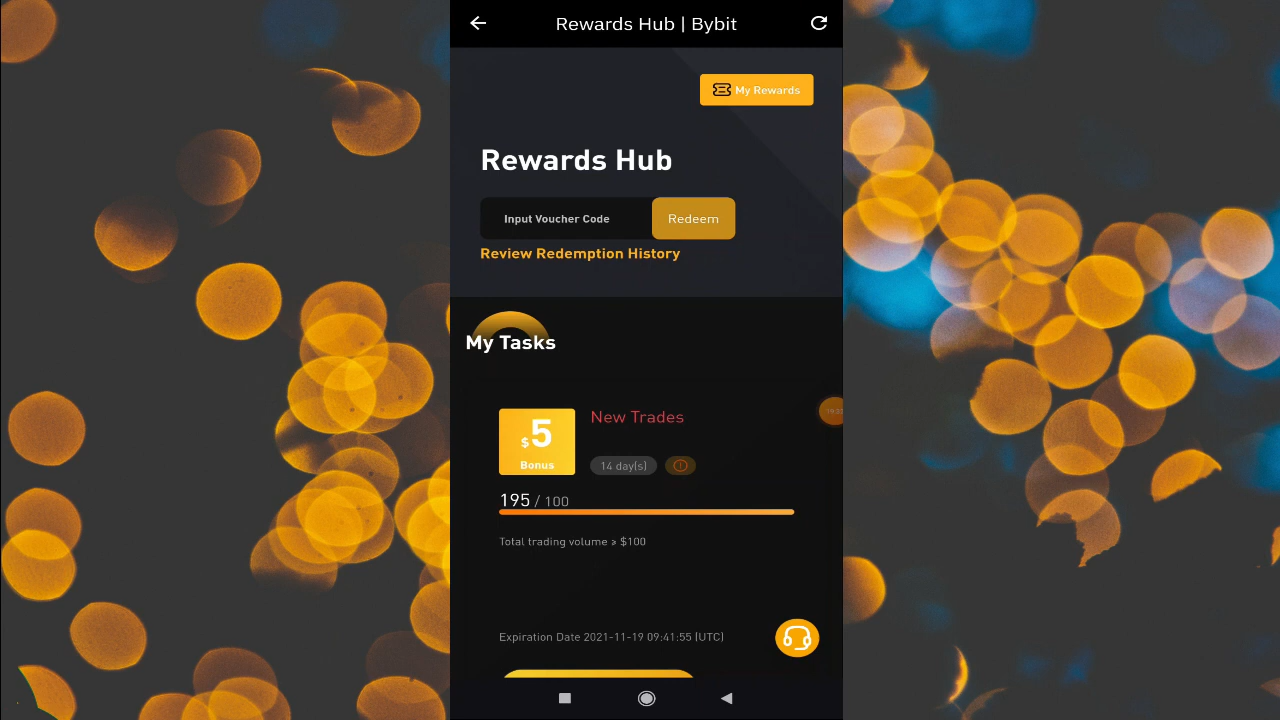 Rewards Hub | Bybit
My Rewards
Rewards Hub
Input Voucher Code
Redeem
Review Redemption History
My Tasks
$5
Bonus
New Trades
14 day(s)
195 / 100
Total trading volume ≥ $100
Expiration Date 2021-11-19 09:41:55 (UTC)